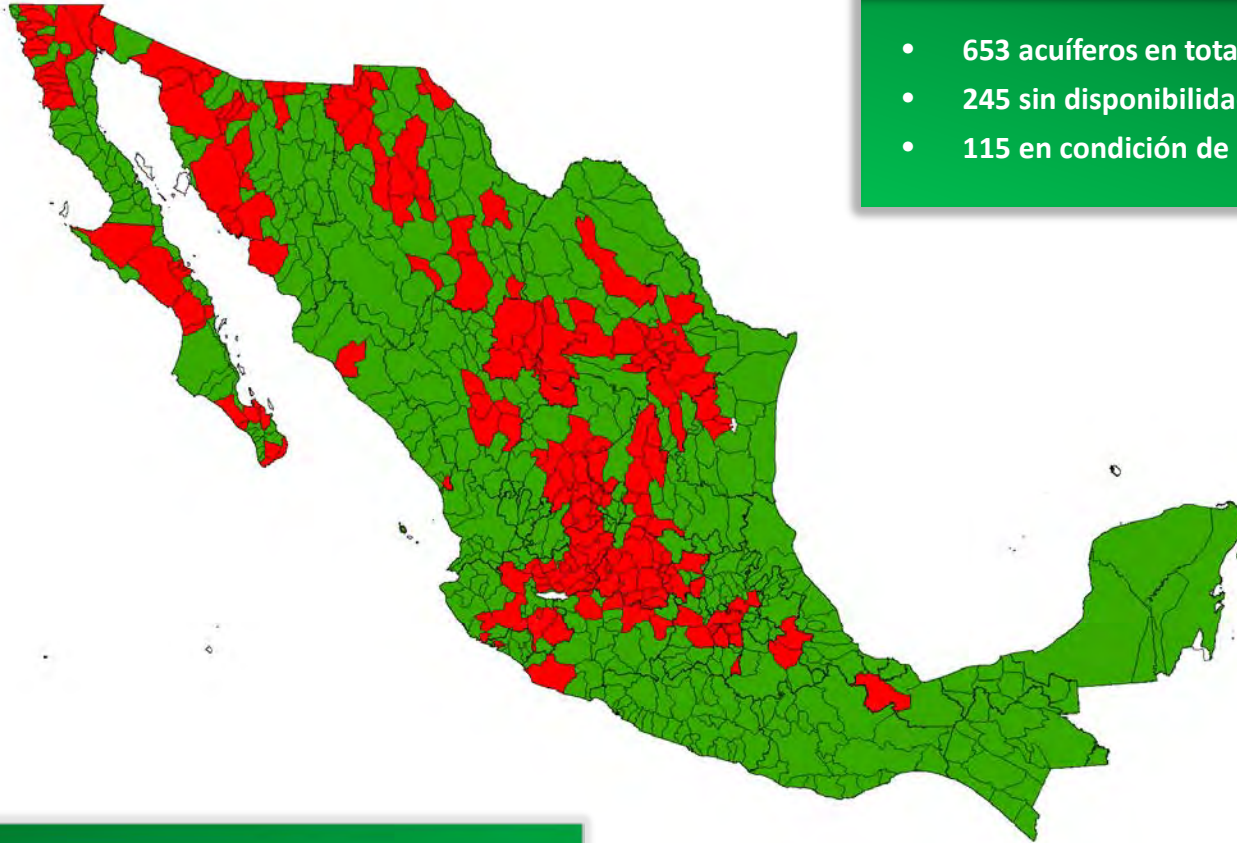 • 653 acuíferos en tota
• 245 sin disponibilida
• 115 en condición de